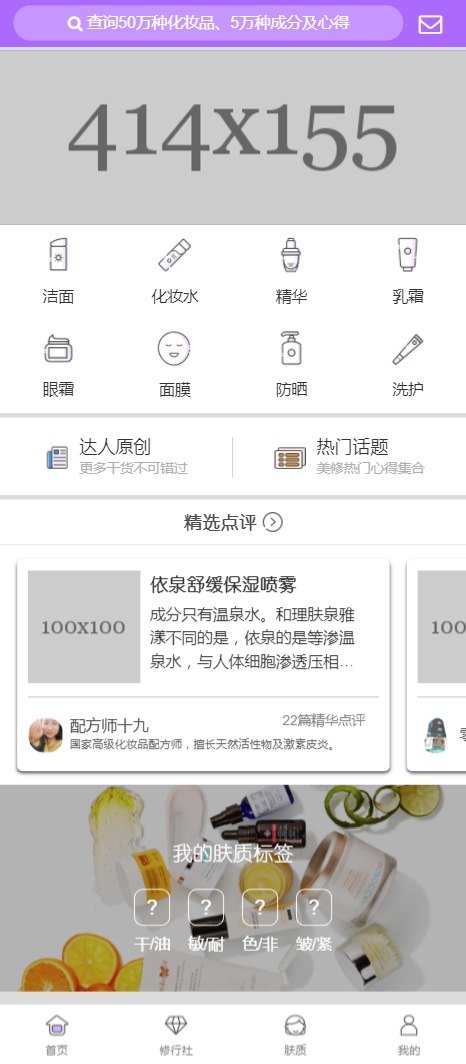 查询50万种化妆品、5万种成分及心得
414x155
洁面
化妆水
精华
乳霜
眼霜
面膜
防晒
洗护
达人原创
更多干货不可错过
热门话题
美修热门心得集合
精选点评
100x100
依泉舒缓保湿喷雾
成分只有温泉水。和理肤泉雅
漾不同的是，依泉的是等渗温
泉水，与人体细胞渗透压相…
22篇精华点评
配方师十九
国家高级化妆品配方师，擅长天然活性物及激素皮炎。
100
我的肤质标签
? ? ? ?
干/油
敏/耐
色/非
皱/紧
首页
修行社
肤质
我的